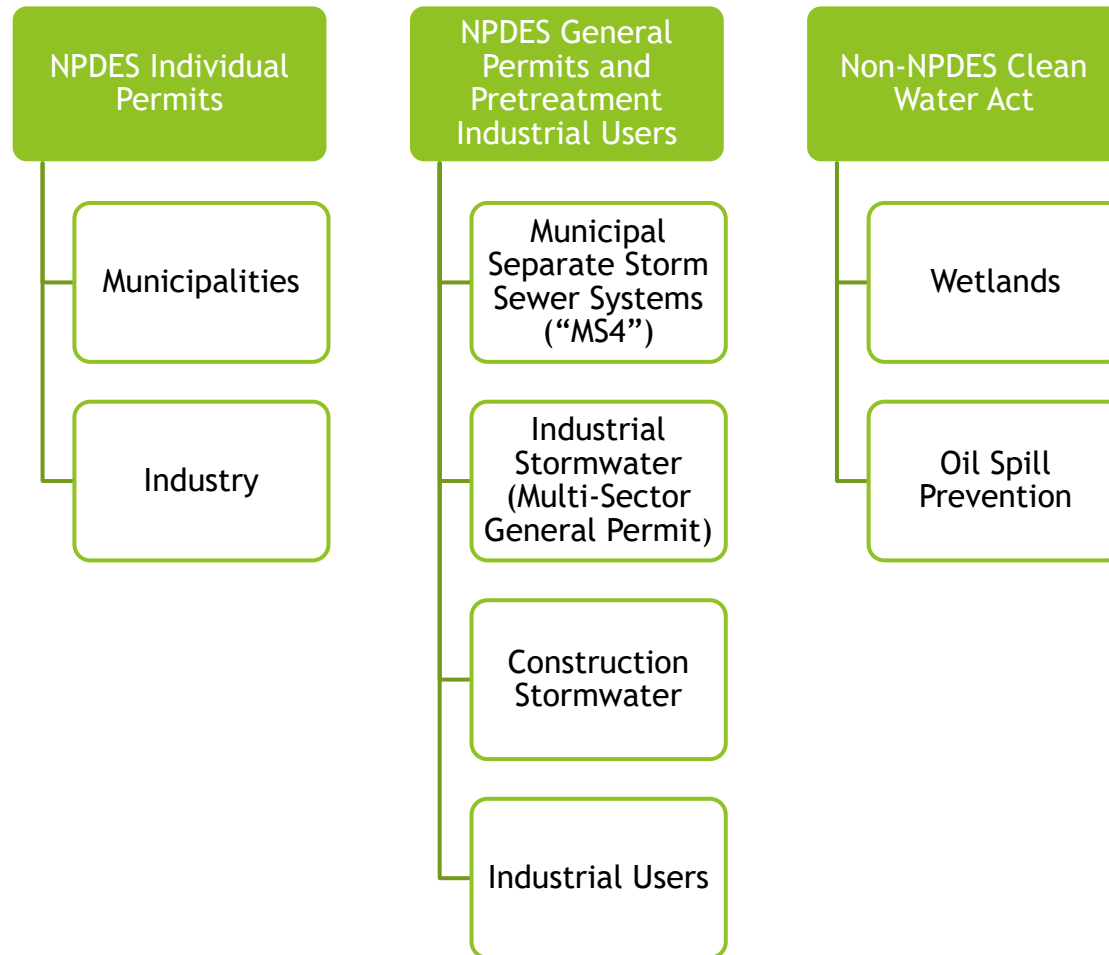 NPDES Individual
Permits
Municipalities
Industry
NPDES General
Permits and
Pretreatment
Industrial Users
Municipal
Separate Storm
Sewer Systems
(“MS4”)
Industrial
Stormwater
(Multi-Sector
General Permit)
Construction
Stormwater
Industrial Users
Non-NPDES Clean
Water Act
Wetlands
Oil Spill
Prevention